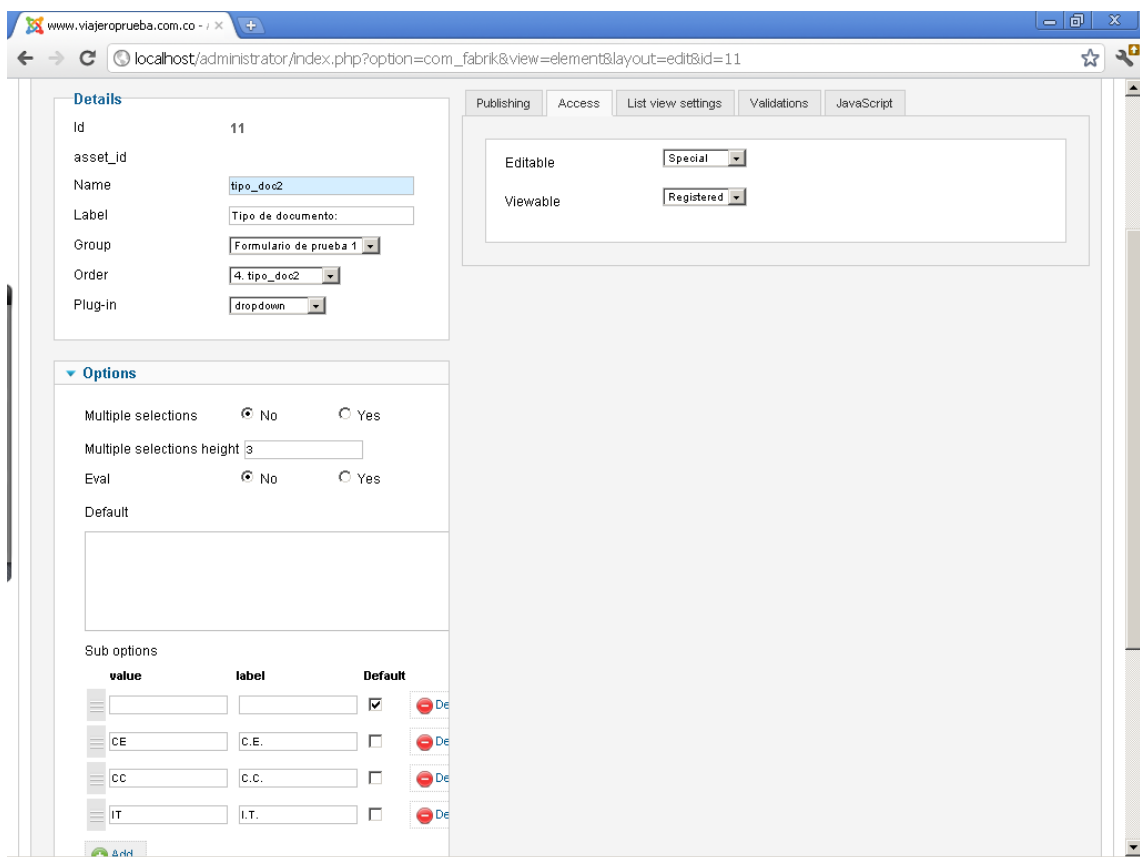 www.viajeroprueba.com.co - A
localhost/administrator/index.php?option=com_fabrik&view=element&layout=edit&id=11
Details
Id 11
asset_id
Name tipo_doc2
Label Tipo de documento:
Group Formulario de prueba 1
Order 4. tipo_doc2
Plug-in dropdown
Publishing Access List view settings Validations JavaScript
Editable Special
Viewable Registered
Options
Multiple selections No Yes
Multiple selections height 3
Eval No Yes
Default
Sub options
value label Default
De
CE C.E. De
CC C.C. De
IT I.T. De
Add